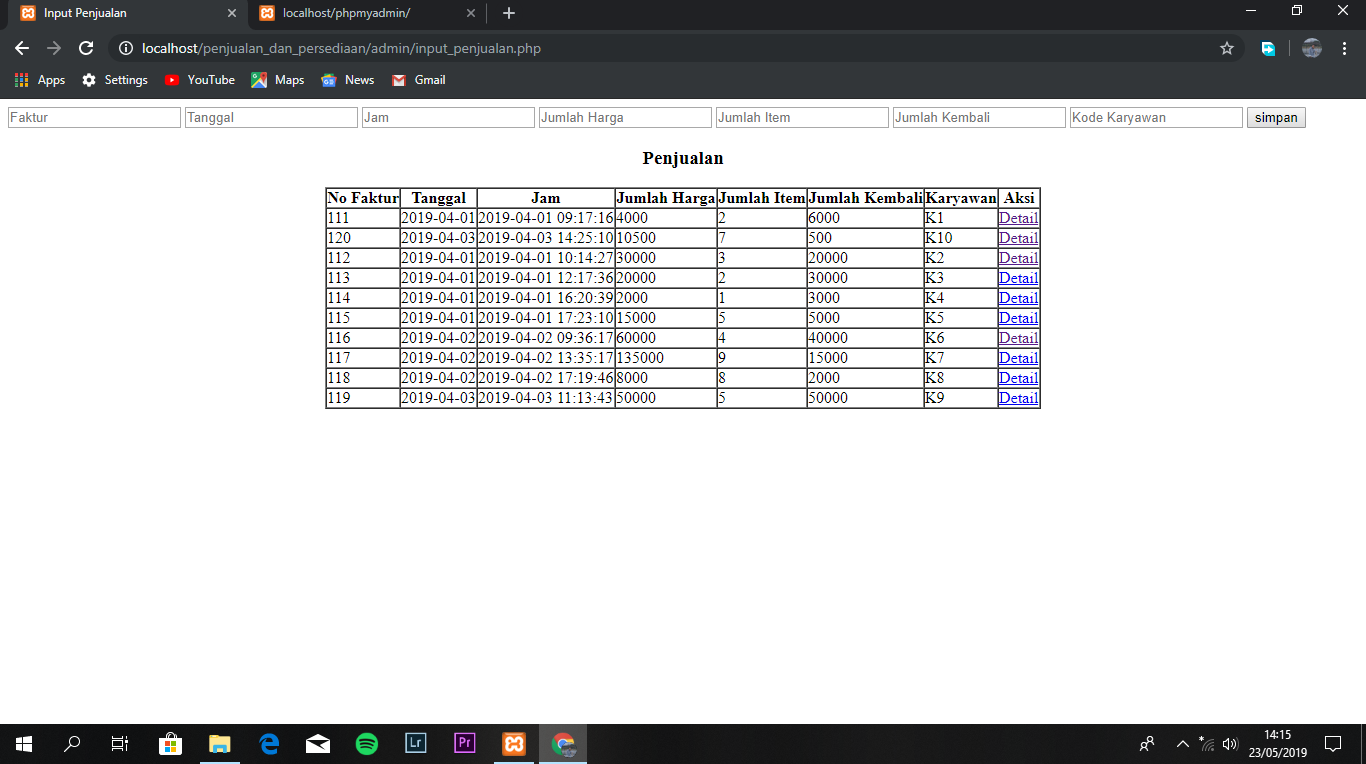 Input Penjualan
localhost/phpmyadmin/
localhost/penjualan_dan_persediaan/admin/input_penjualan.php
Apps Settings YouTube Maps News Gmail
Faktur Tanggal Jam Jumlah Harga Jumlah Item Jumlah Kembali Kode Karyawan simpan
Penjualan
No Faktur Tanggal Jam Jumlah Harga Jumlah Item Jumlah Kembali Karyawan Aksi
111 2019-04-01 2019-04-01 09:17:16 4000 2 6000 K1 Detail
120 2019-04-03 2019-04-03 14:25:10 10500 7 500 K10 Detail
112 2019-04-01 2019-04-01 10:14:27 30000 3 20000 K2 Detail
113 2019-04-01 2019-04-01 12:17:36 20000 2 30000 K3 Detail
114 2019-04-01 2019-04-01 16:20:39 2000 1 3000 K4 Detail
115 2019-04-01 2019-04-01 17:23:10 15000 5 5000 K5 Detail
116 2019-04-02 2019-04-02 09:36:17 60000 4 40000 K6 Detail
117 2019-04-02 2019-04-02 13:35:17 135000 9 15000 K7 Detail
118 2019-04-02 2019-04-02 17:19:46 8000 8 2000 K8 Detail
119 2019-04-03 2019-04-03 11:13:43 50000 5 50000 K9 Detail
Lr Pr
14:15
23/05/2019